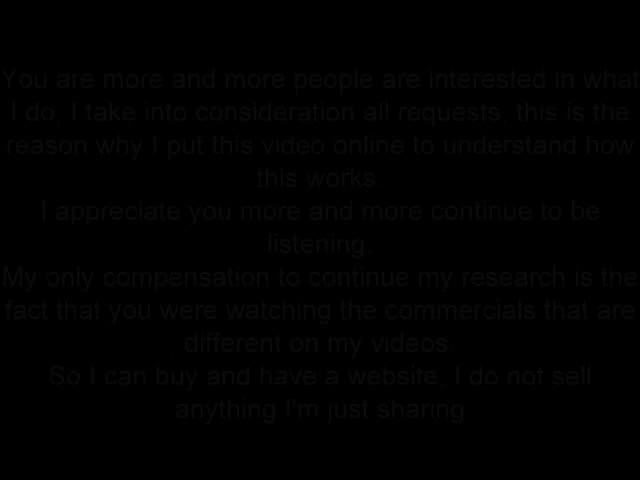 You are more and more people are interested in what
I do, I take into consideration all requests, this is the
reason why I put this video online to understand how
this works
I appreciate you more and more continue to be
listening.
My only compensation to continue my research is the
fact that you were watching the commercials that are
different on my videos.
So I can buy and have a website, I do not sell
anything I'm just sharing